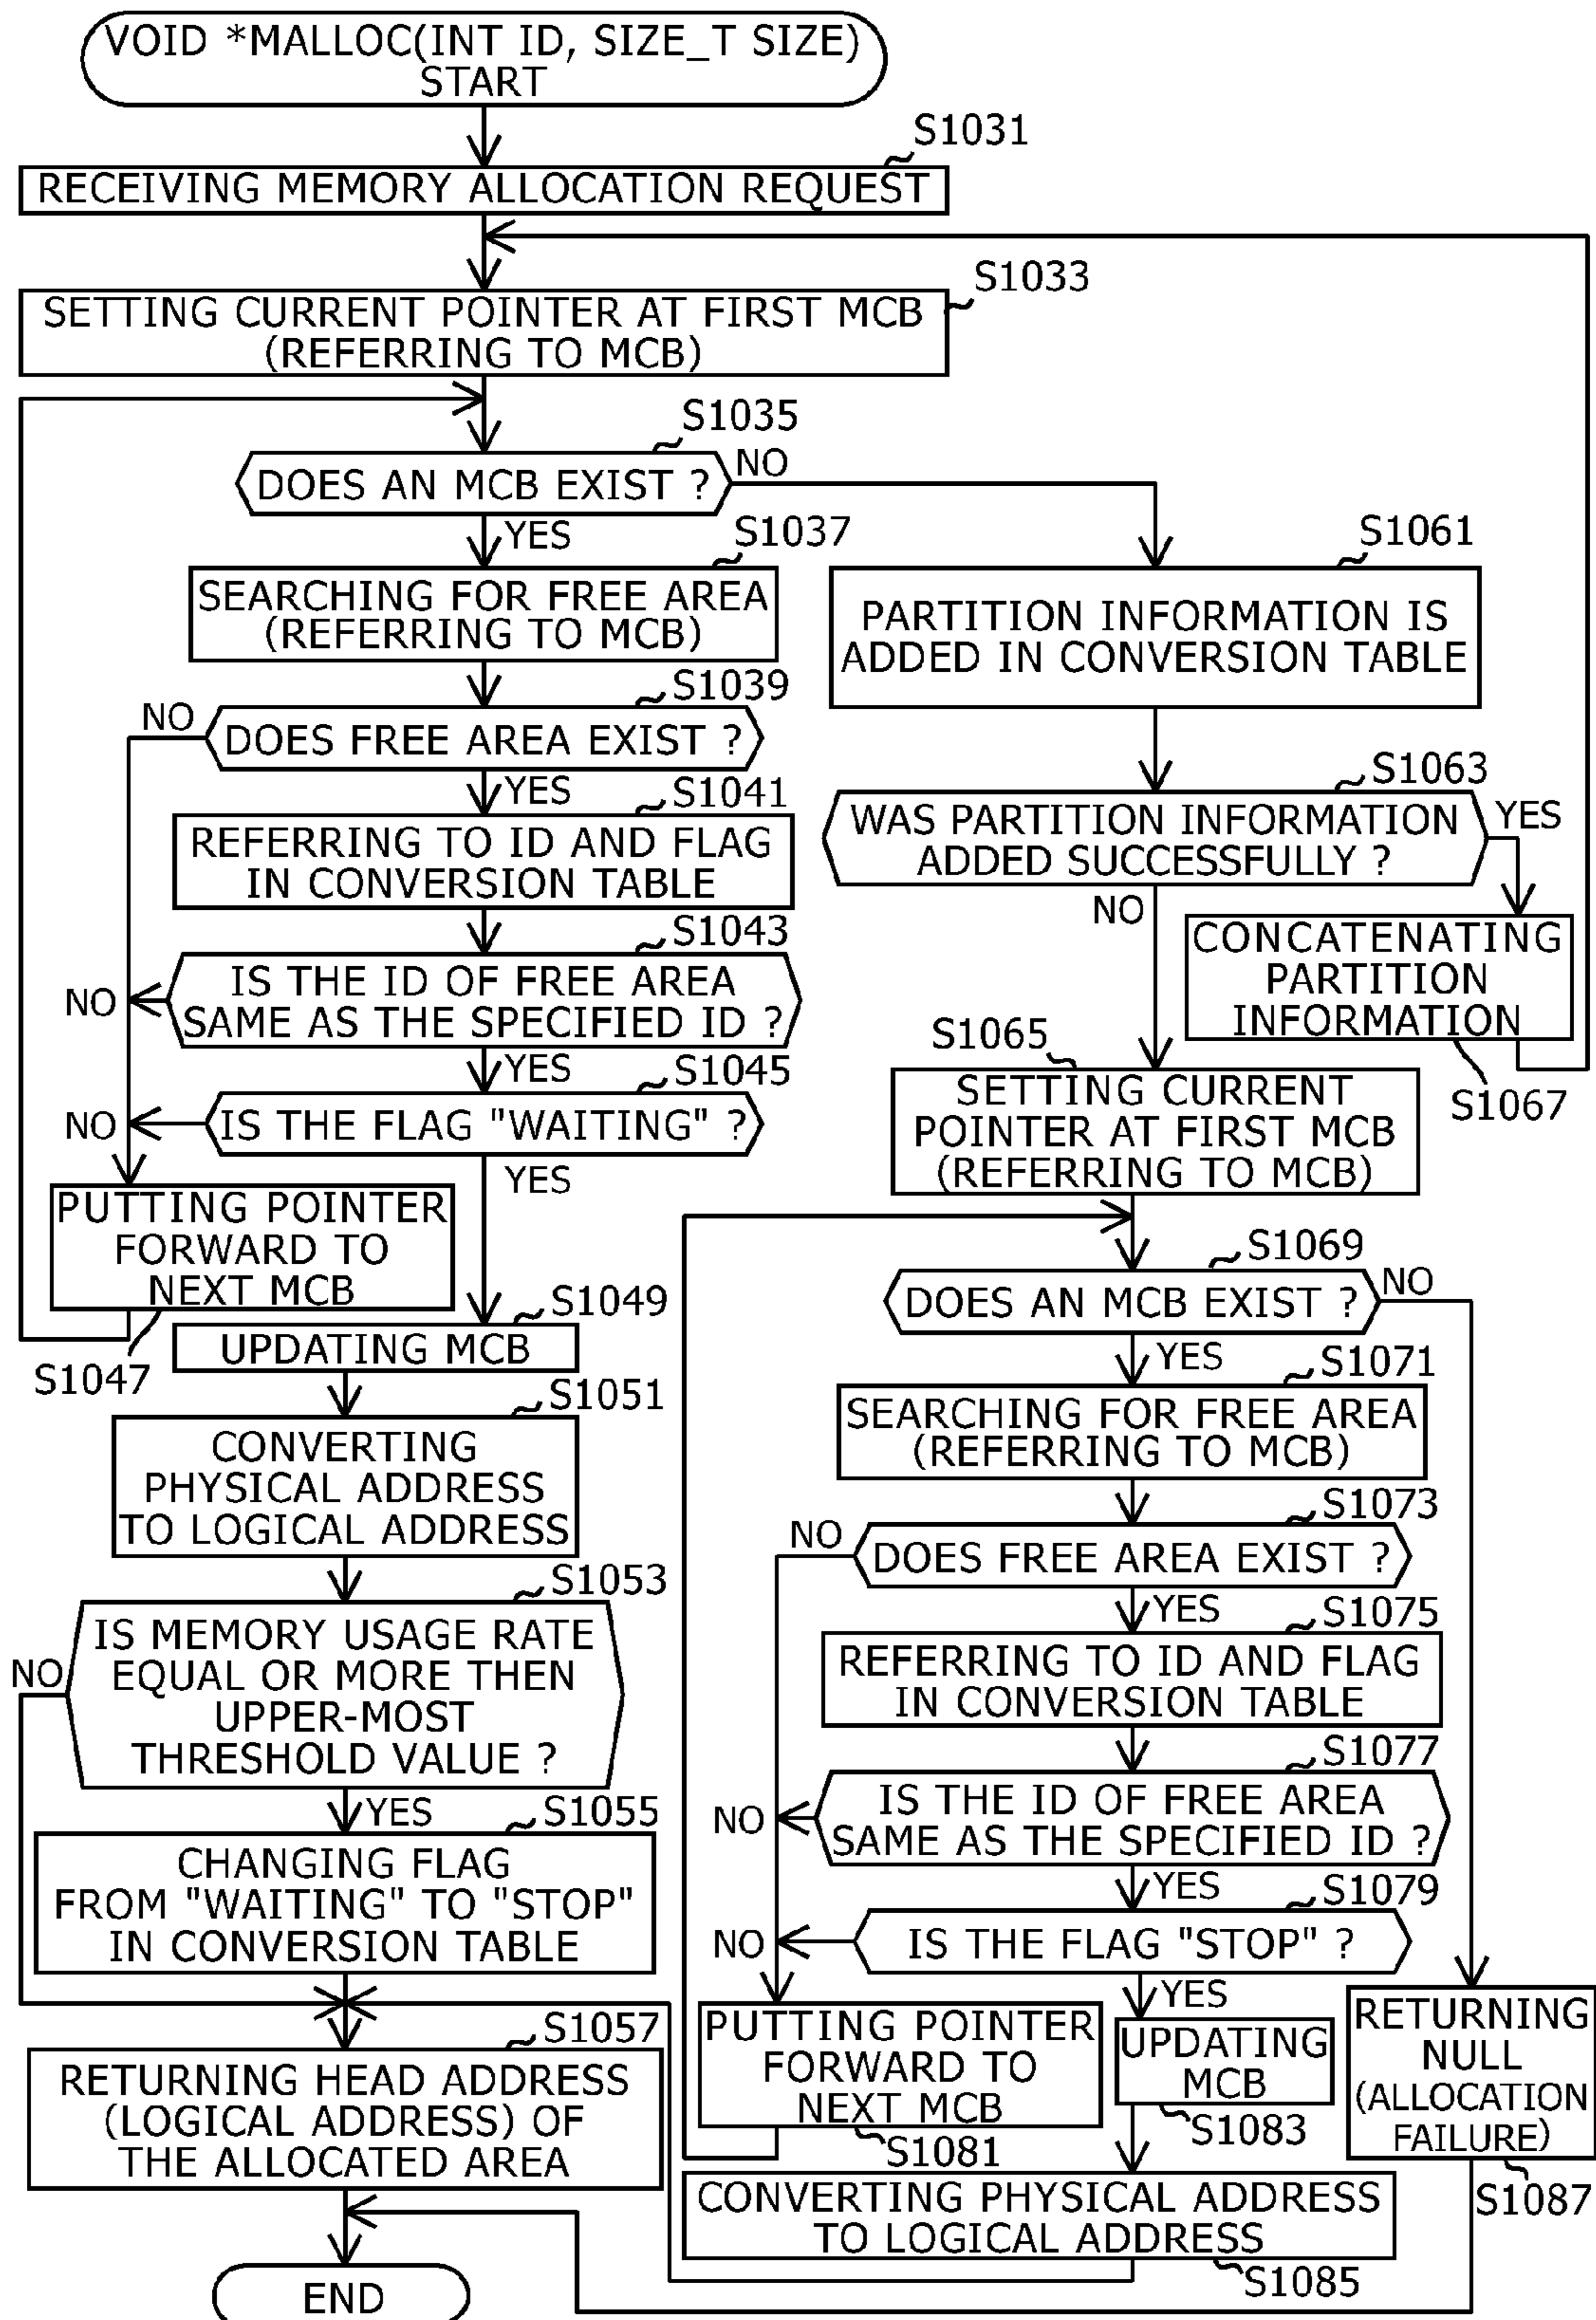 VOID *MALLOC(INT ID, SIZE_T SIZE)
START
S1031
RECEIVING MEMORY ALLOCATION REQUEST
S1033
SETTING CURRENT POINTER AT FIRST MCB
(REFERRING TO MCB)
S1035
DOES AN MCB EXIST ?
NO
YES
S1037
SEARCHING FOR FREE AREA
(REFERRING TO MCB)
S1039
NO
DOES FREE AREA EXIST ?
YES
S1041
REFERRING TO ID AND FLAG
IN CONVERSION TABLE
S1043
NO
IS THE ID OF FREE AREA
SAME AS THE SPECIFIED ID ?
YES
S1045
NO
IS THE FLAG "WAITING" ?
YES
PUTTING POINTER
FORWARD TO
NEXT MCB
S1047
S1049
UPDATING MCB
S1051
CONVERTING
PHYSICAL ADDRESS
TO LOGICAL ADDRESS
S1053
NO
IS MEMORY USAGE RATE
EQUAL OR MORE THEN
UPPER-MOST
THRESHOLD VALUE ?
YES
S1055
CHANGING FLAG
FROM "WAITING" TO "STOP"
IN CONVERSION TABLE
S1057
RETURNING HEAD ADDRESS
(LOGICAL ADDRESS) OF
THE ALLOCATED AREA
END
S1061
PARTITION INFORMATION IS
ADDED IN CONVERSION TABLE
S1063
WAS PARTITION INFORMATION
ADDED SUCCESSFULLY ?
YES
NO
CONCATENATING
PARTITION
INFORMATION
S1067
S1065
SETTING CURRENT
POINTER AT FIRST MCB
(REFERRING TO MCB)
S1069
DOES AN MCB EXIST ?
NO
YES
S1071
SEARCHING FOR FREE AREA
(REFERRING TO MCB)
S1073
NO
DOES FREE AREA EXIST ?
YES
S1075
REFERRING TO ID AND FLAG
IN CONVERSION TABLE
S1077
NO
IS THE ID OF FREE AREA
SAME AS THE SPECIFIED ID ?
YES
S1079
NO
IS THE FLAG "STOP" ?
YES
PUTTING POINTER
FORWARD TO
NEXT MCB
S1081
UPDATING
MCB
S1083
CONVERTING PHYSICAL ADDRESS
TO LOGICAL ADDRESS
S1085
RETURNING
NULL
(ALLOCATION
FAILURE)
S1087